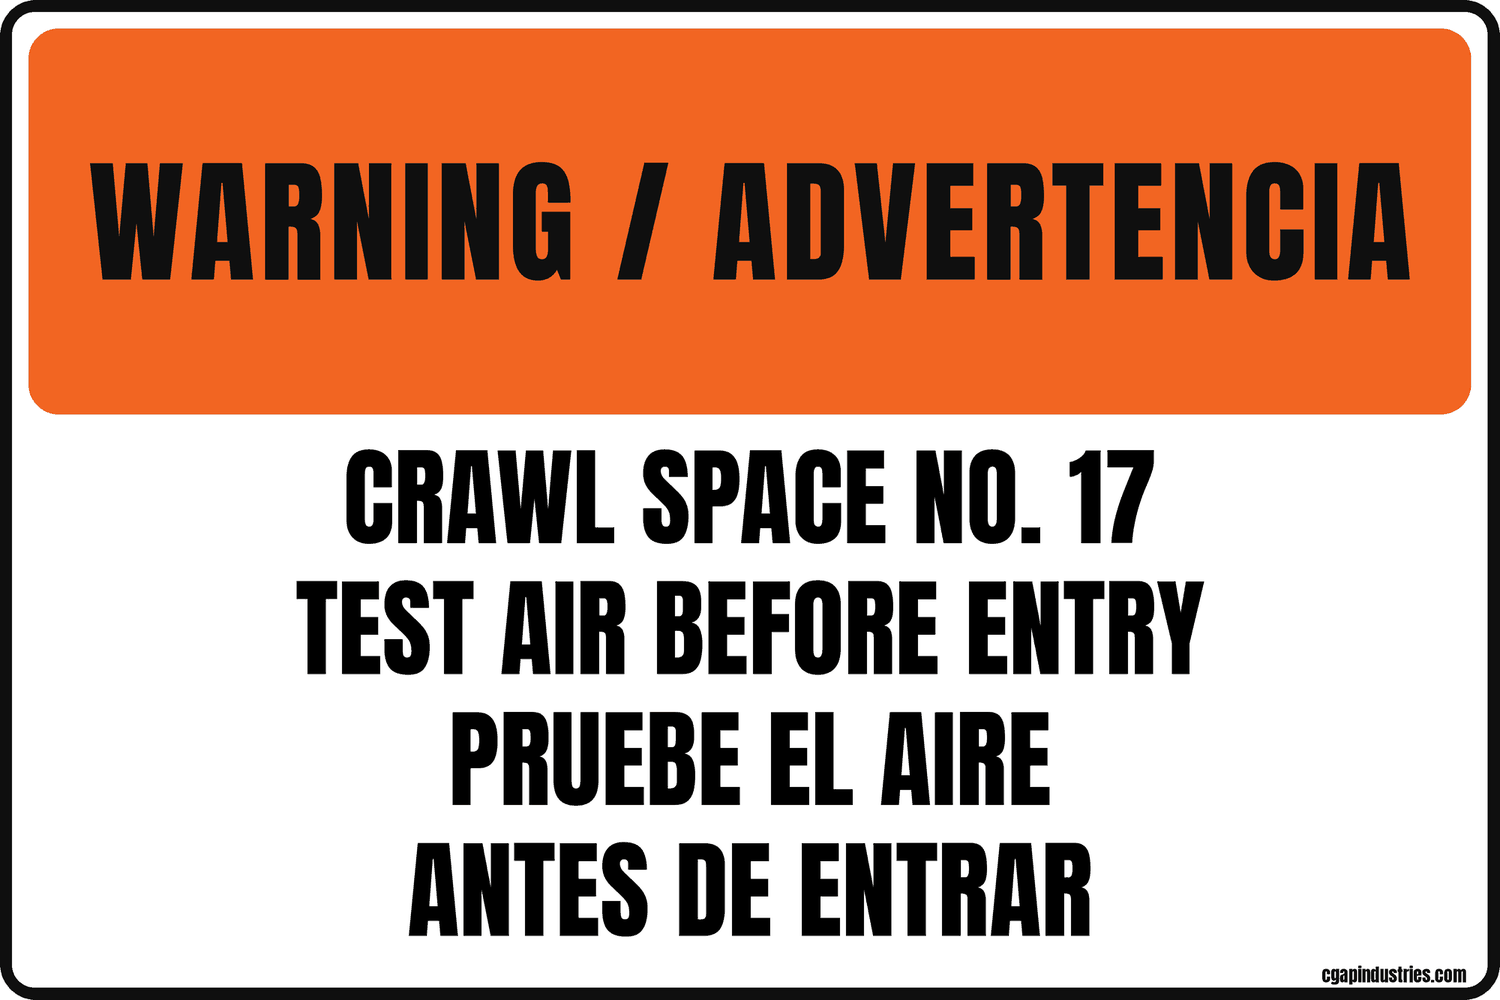 WARNING / ADVERTENCIA
CRAWL SPACE NO. 17
TEST AIR BEFORE ENTRY
PRUEBE EL AIRE
ANTES DE ENTRAR
cgapindustries.com